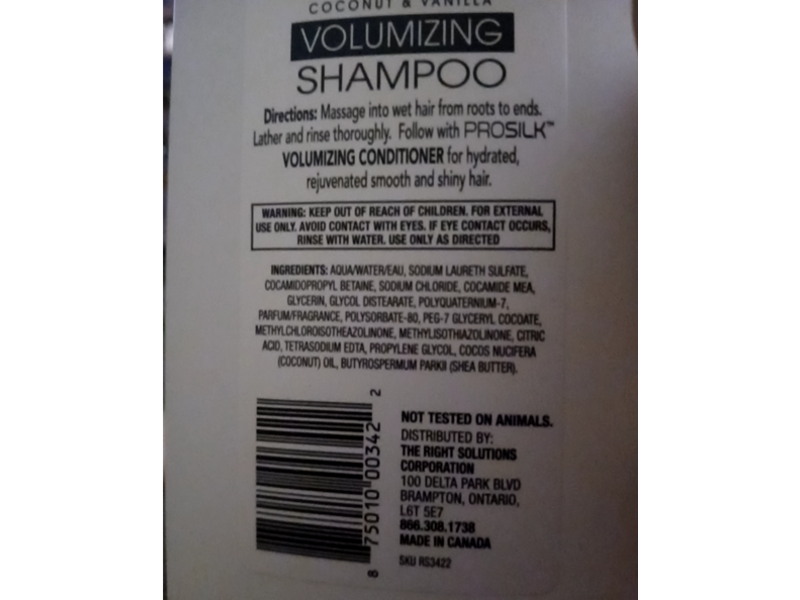 COCONUT & VANILLA
VOLUMIZING
SHAMPOO
Directions: Massage into wet hair from roots to ends.
Lather and rinse thoroughly. Follow with PROSILK™
VOLUMIZING CONDITIONER for hydrated,
rejuvenated smooth and shiny hair.
WARNING: KEEP OUT OF REACH OF CHILDREN. FOR EXTERNAL
USE ONLY. AVOID CONTACT WITH EYES. IF EYE CONTACT OCCURS,
RINSE WITH WATER. USE ONLY AS DIRECTED
INGREDIENTS: AQUA/WATER/EAU, SODIUM LAURETH SULFATE,
COCAMIDOPROPYL BETAINE, SODIUM CHLORIDE, COCAMIDE MEA,
GLYCERIN, GLYCOL DISTEARATE, POLYQUATERNIUM-7,
PARFUM/FRAGRANCE, POLYSORBATE-80, PEG-7 GLYCERYL COCOATE,
METHYLCHLOROISOTHEAZOLINONE, METHYLISOTHIAZOLINONE, CITRIC
ACID, TETRASODIUM EDTA, PROPYLENE GLYCOL, COCOS NUCIFERA
(COCONUT) OIL, BUTYROSPERMUM PARKII (SHEA BUTTER).
8 75010 00342 2
NOT TESTED ON ANIMALS.
DISTRIBUTED BY:
THE RIGHT SOLUTIONS
CORPORATION
100 DELTA PARK BLVD
BRAMPTON, ONTARIO,
L6T 5E7
866.308.1738
MADE IN CANADA
SKU RS3422